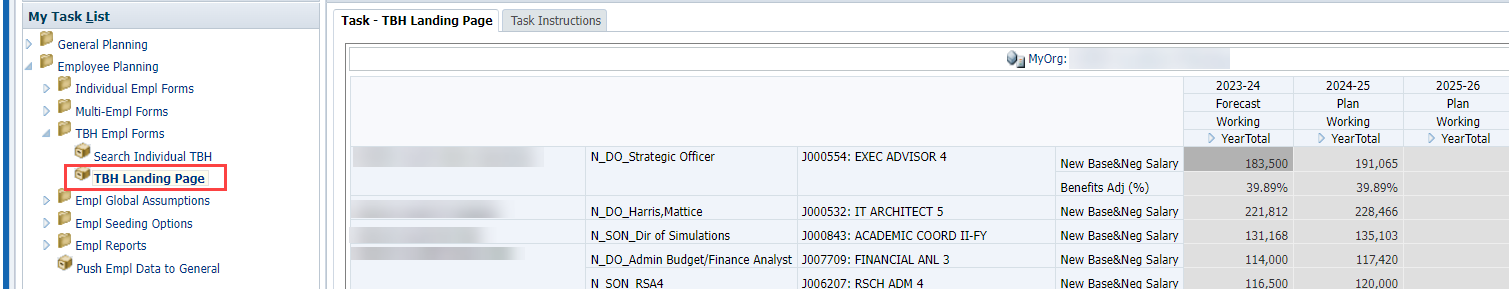 My Task List
General Planning
Employee Planning
Individual Empl Forms
Multi-Empl Forms
TBH Empl Forms
Search Individual TBH
TBH Landing Page
Empl Global Assumptions
Empl Seeding Options
Empl Reports
Push Empl Data to General
Task - TBH Landing Page Task Instructions
MyOrg:
2023-24 2024-25 2025-26
Forecast Plan Plan
Working Working Working
YearTotal YearTotal YearTotal
N_DO_Strategic Officer J000554: EXEC ADVISOR 4 New Base&Neg Salary 183,500 191,065
Benefits Adj (%) 39.89% 39.89%
N_DO_Harris,Mattice J000532: IT ARCHITECT 5 New Base&Neg Salary 221,812 228,466
N_SON_Dir of Simulations J000843: ACADEMIC COORD II-FY New Base&Neg Salary 131,168 135,103
N_DO_Admin Budget/Finance Analyst J007709: FINANCIAL ANL 3 New Base&Neg Salary 114,000 117,420
N_SON_RSA4 J006207: RSCH ADM 4 New Base&Neg Salary 116,500 120,000